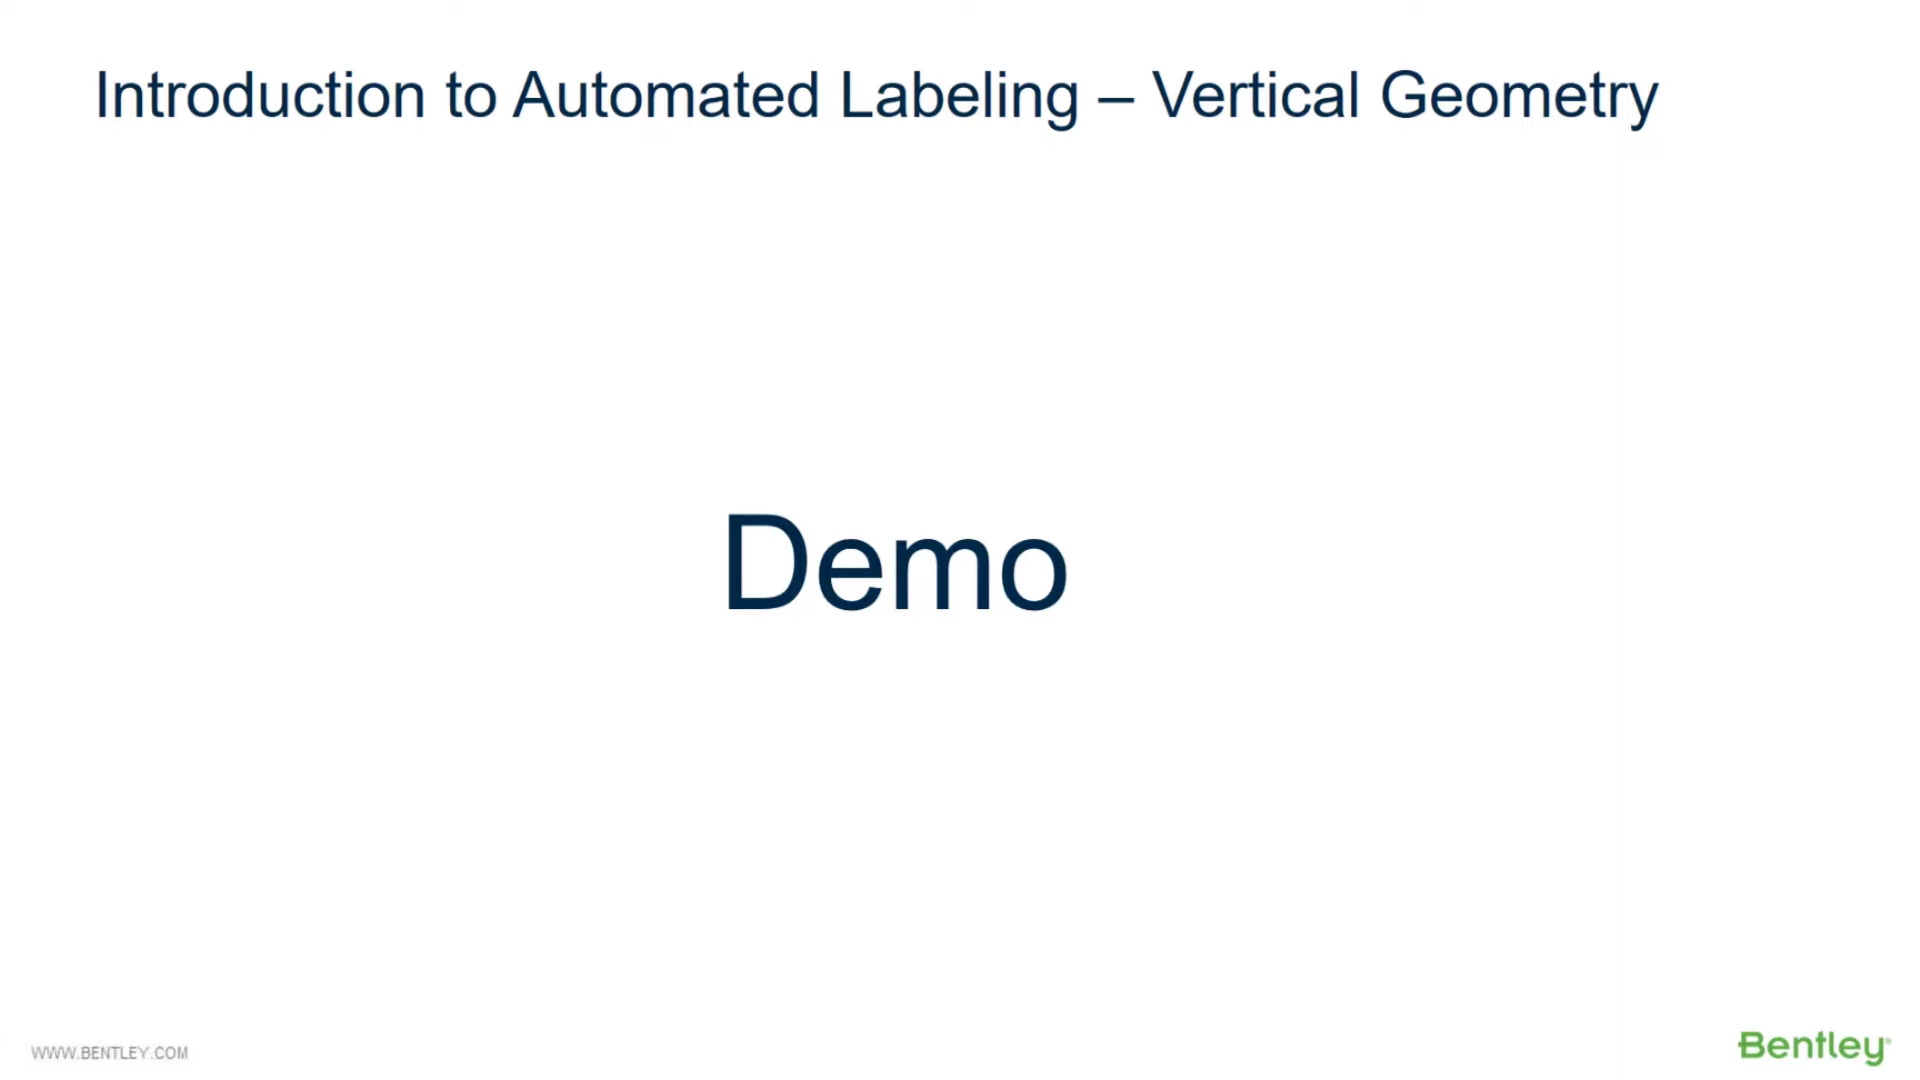 Introduction to Automated Labeling – Vertical Geometry
Demo
WWW.BENTLEY.COM
Bentley®